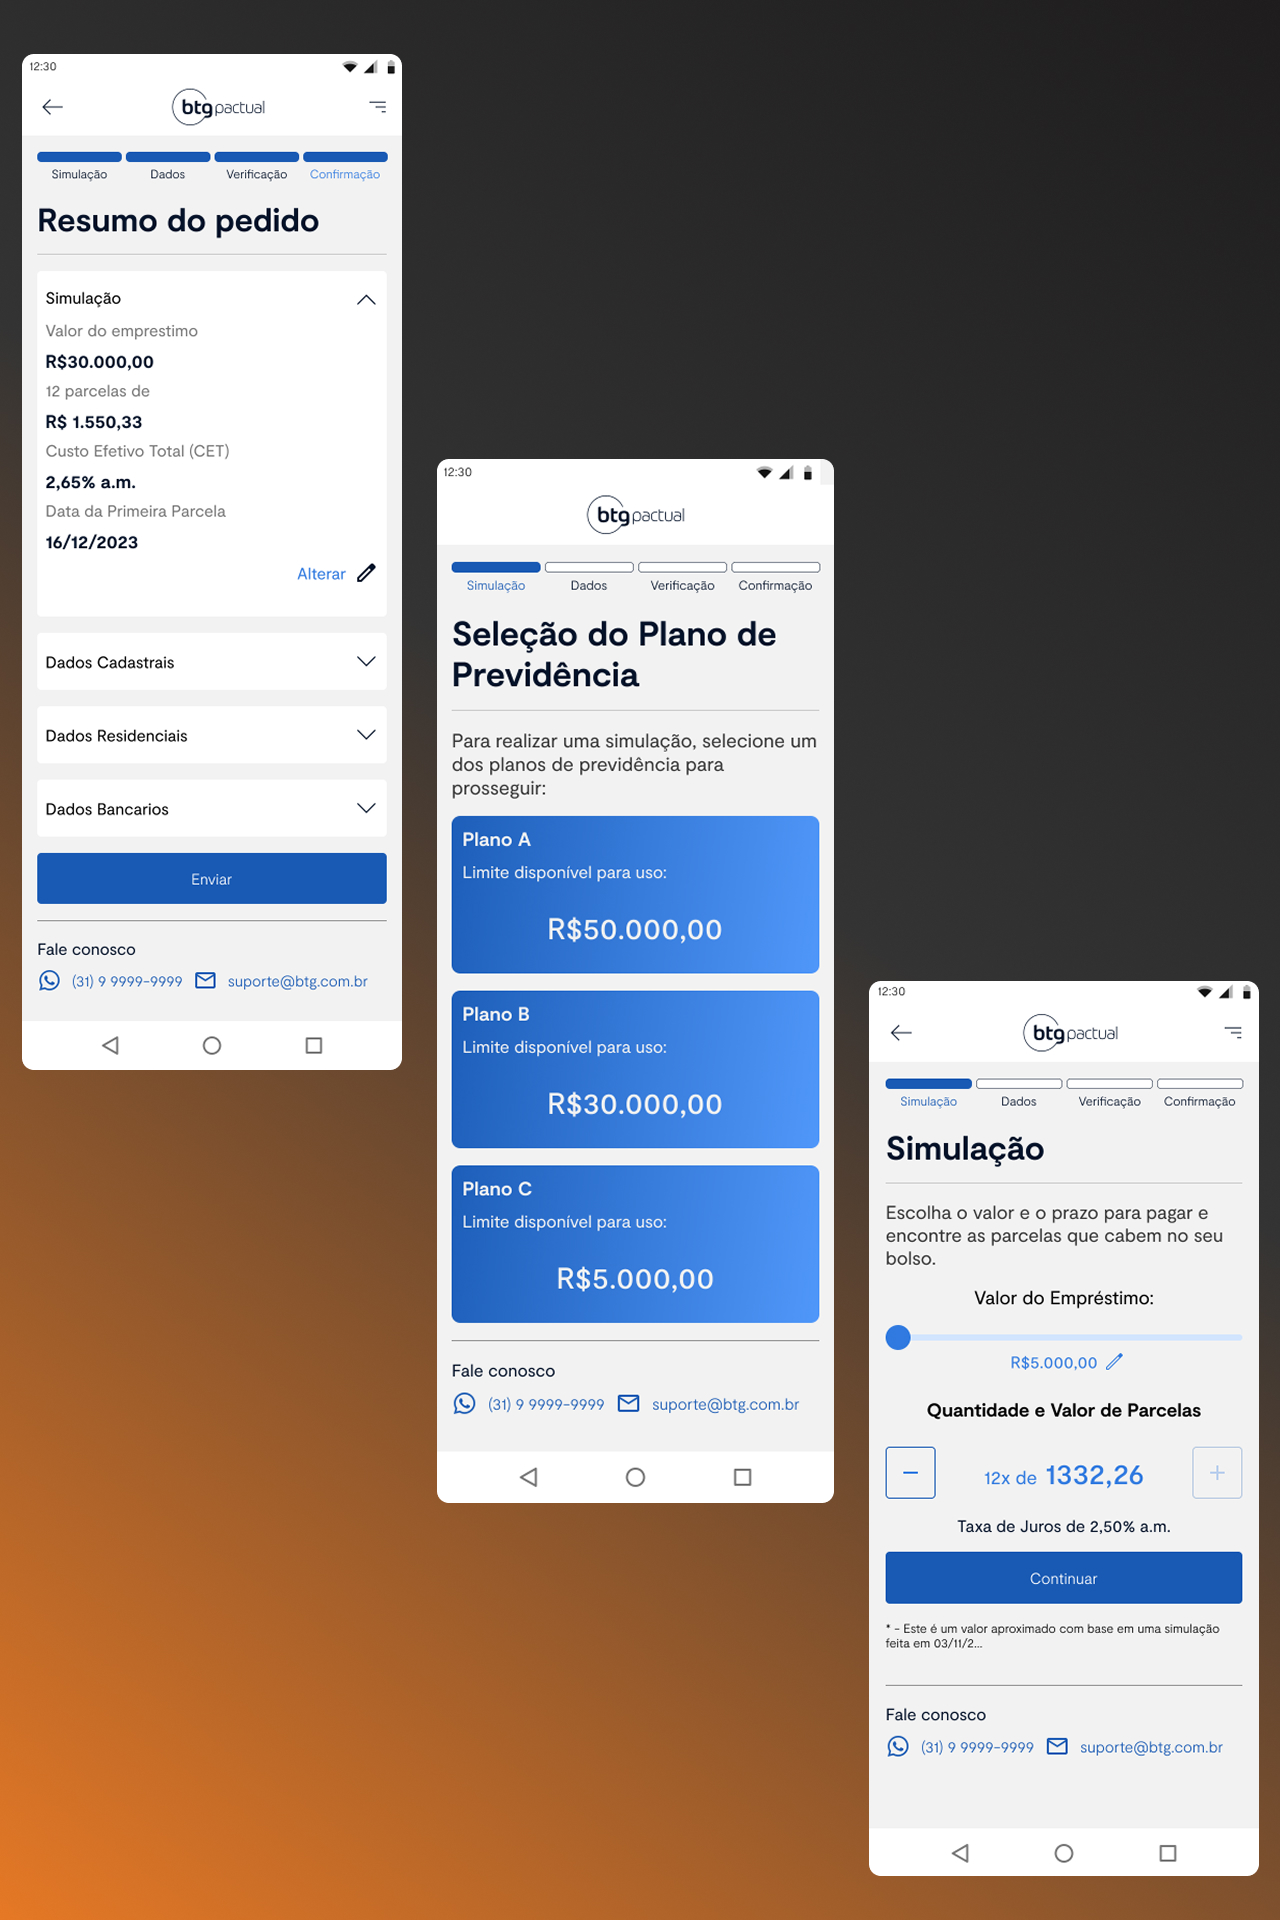 12:30
btg pactual
Simulação Dados Verificação Confirmação
Resumo do pedido
Simulação
Valor do emprestimo
R$30.000,00
12 parcelas de
R$ 1.550,33
Custo Efetivo Total (CET)
2,65% a.m.
Data da Primeira Parcela
16/12/2023
Alterar
Dados Cadastrais
Dados Residenciais
Dados Bancarios
Enviar
Fale conosco
(31) 9 9999-9999 suporte@btg.com.br
12:30
btg pactual
Simulação Dados Verificação Confirmação
Seleção do Plano de
Previdência
Para realizar uma simulação, selecione um
dos planos de previdência para
prosseguir:
Plano A
Limite disponível para uso:
R$50.000,00
Plano B
Limite disponível para uso:
R$30.000,00
Plano C
Limite disponível para uso:
R$5.000,00
Fale conosco
(31) 9 9999-9999 suporte@btg.com.br
12:30
btg pactual
Simulação Dados Verificação Confirmação
Simulação
Escolha o valor e o prazo para pagar e
encontre as parcelas que cabem no seu
bolso.
Valor do Empréstimo:
R$5.000,00
Quantidade e Valor de Parcelas
12x de 1332,26
Taxa de Juros de 2,50% a.m.
Continuar
* - Este é um valor aproximado com base em uma simulação
feita em 03/11/2...
Fale conosco
(31) 9 9999-9999 suporte@btg.com.br